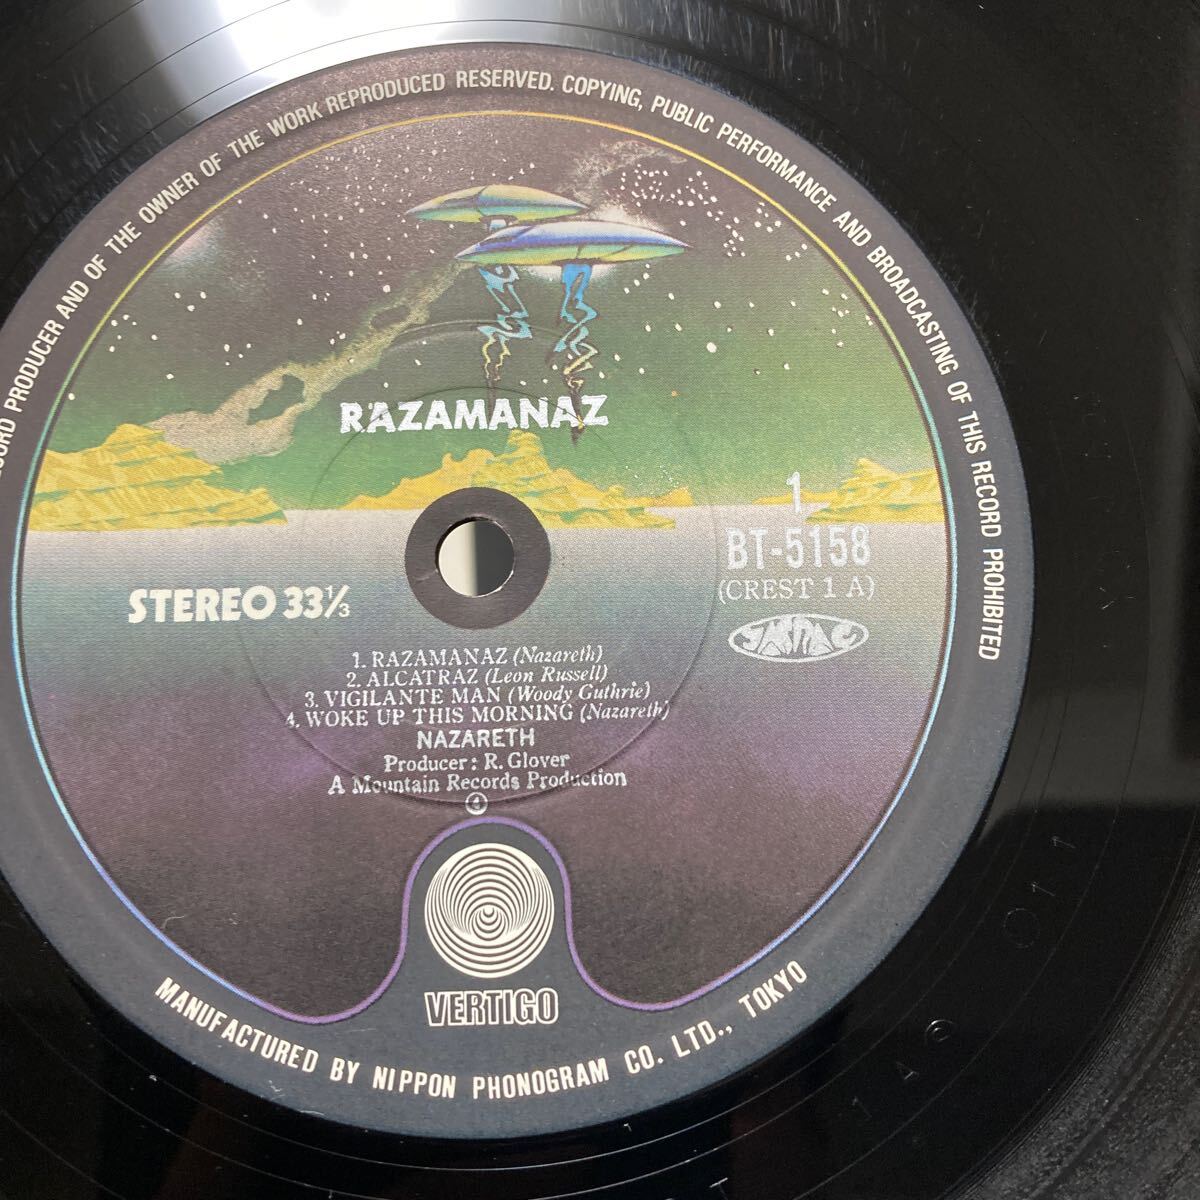 RECORD PRODUCER AND OF THE OWNER OF THE WORK REPRODUCED RESERVED. COPYING, PUBLIC PERFORMANCE AND BROADCASTING OF THIS RECORD PROHIBITED
RAZAMANAZ
1
BT-5158
(CREST 1 A)
STEREO 33⅓
1. RAZAMANAZ (Nazareth)
2. ALCATRAZ (Leon Russell)
3. VIGILANTE MAN (Woody Guthrie)
4. WOKE UP THIS MORNING (Nazareth)
NAZARETH
Producer: R. Glover
A Mountain Records Production
VERTIGO
MANUFACTURED BY NIPPON PHONOGRAM CO. LTD., TOKYO